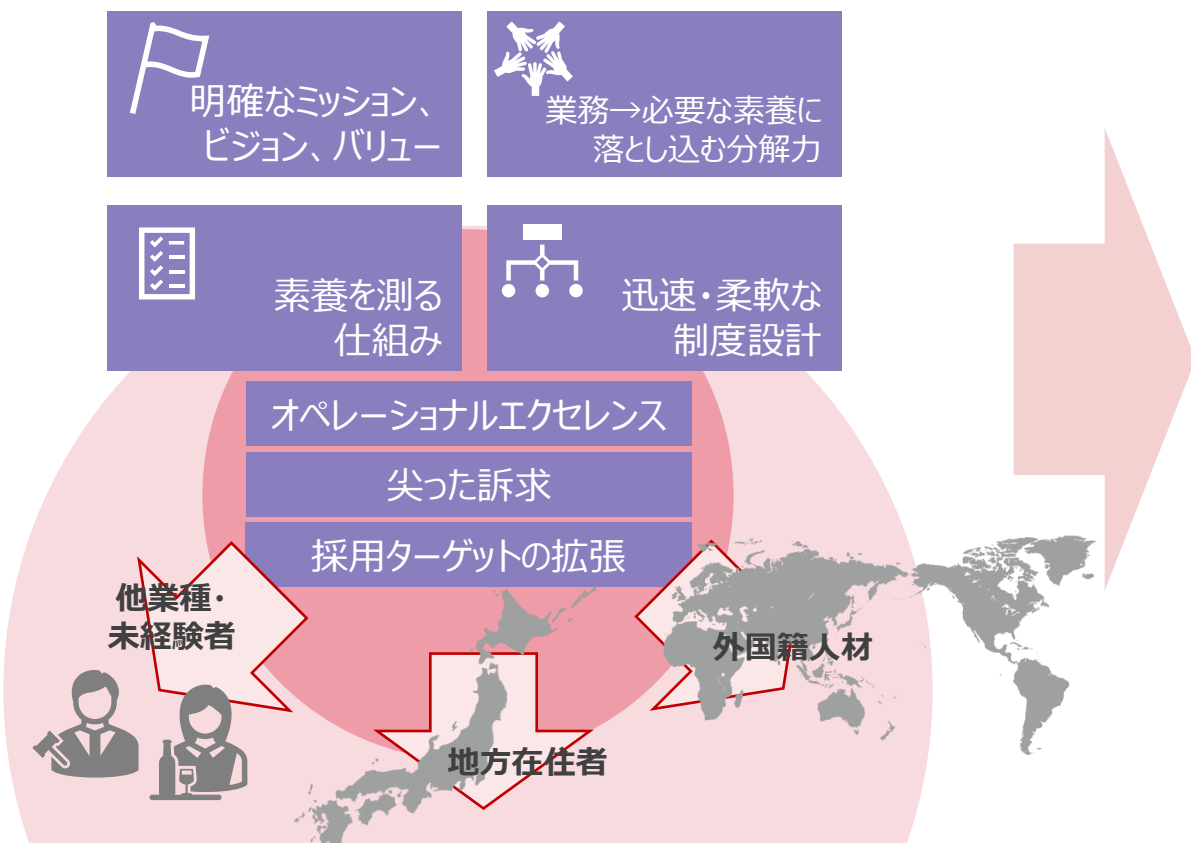 明確なミッション、
ビジョン、バリュー
業務→必要な素養に
落とし込む分解力
素養を測る
仕組み
迅速・柔軟な
制度設計
オペレーショナルエクセレンス
尖った訴求
採用ターゲットの拡張
他業種・
未経験者
外国籍人材
地方在住者